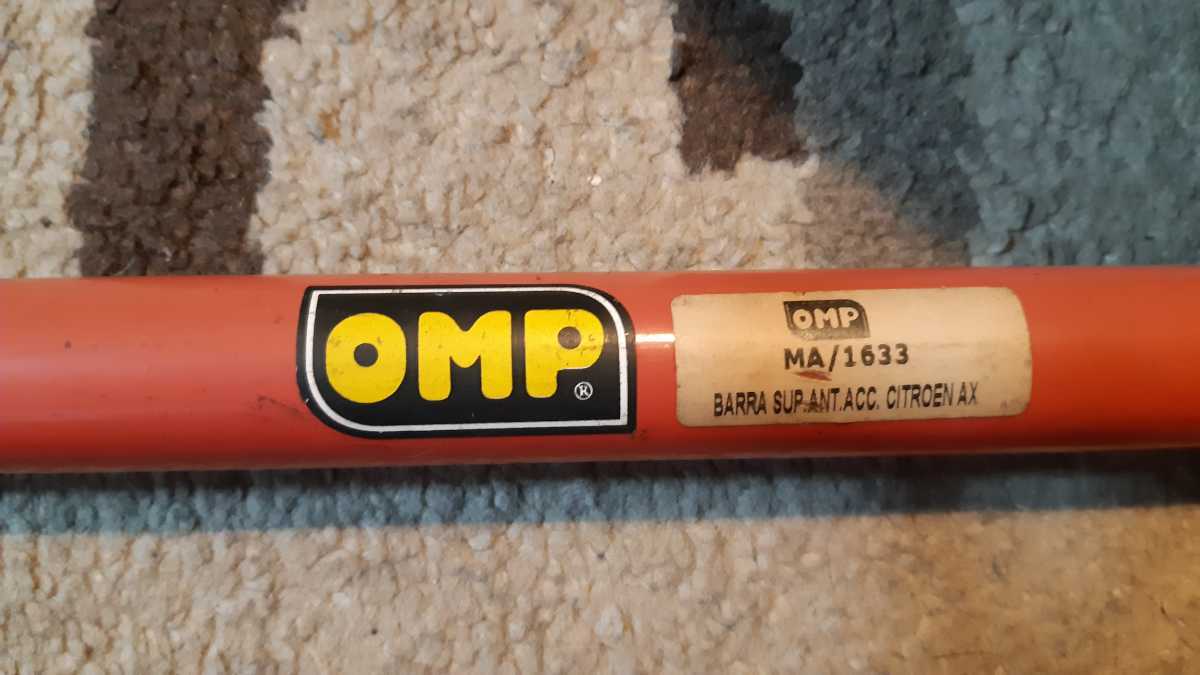 OMP
®
OMP
MA/1633
BARRA SUP.ANT.ACC. CITROEN AX